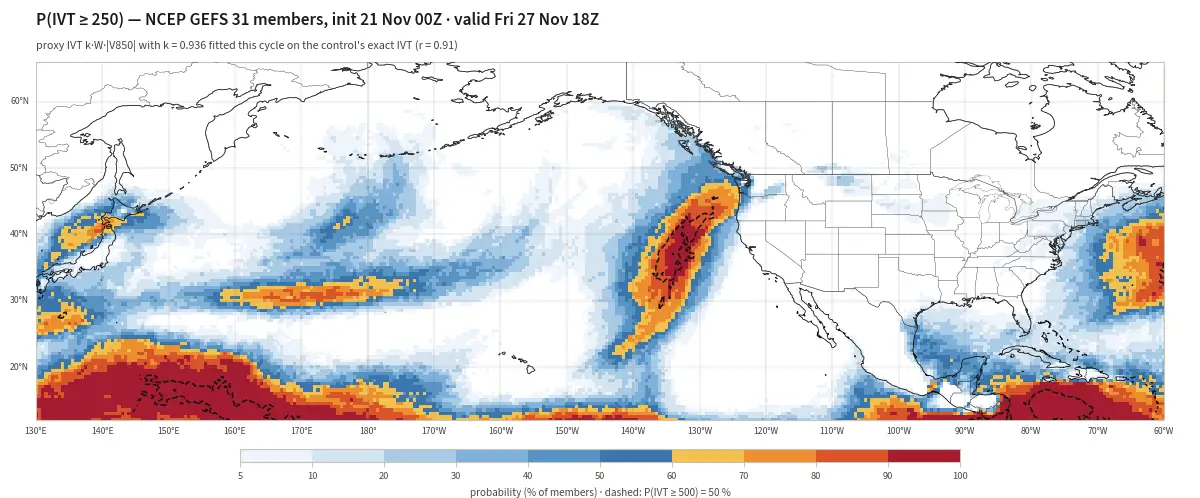 P(IVT ≥ 250) — NCEP GEFS 31 members, init 21 Nov 00Z · valid Fri 27 Nov 18Z
proxy IVT k·W·|V850| with k = 0.936 fitted this cycle on the control's exact IVT (r = 0.91)
60°N
50°N
40°N
30°N
20°N
130°E 140°E 150°E 160°E 170°E 180° 170°W 160°W 150°W 140°W 130°W 120°W 110°W 100°W 90°W 80°W 70°W 60°W
5 10 20 30 40 50 60 70 80 90 100
probability (% of members) · dashed: P(IVT ≥ 500) = 50 %